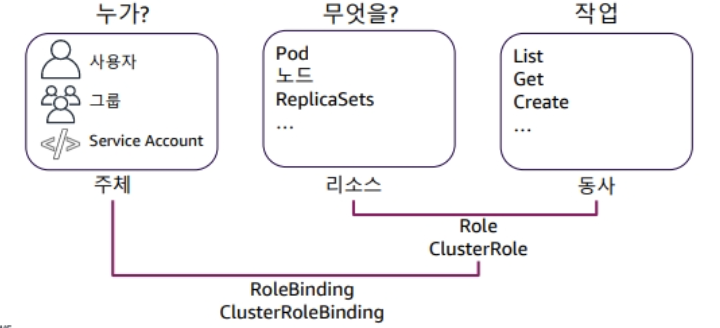 누가?
무엇을?
작업
사용자
그룹
</> Service Account
Pod
노드
ReplicaSets
...
List
Get
Create
...
주체
리소스
동사
Role
ClusterRole
RoleBinding
ClusterRoleBinding